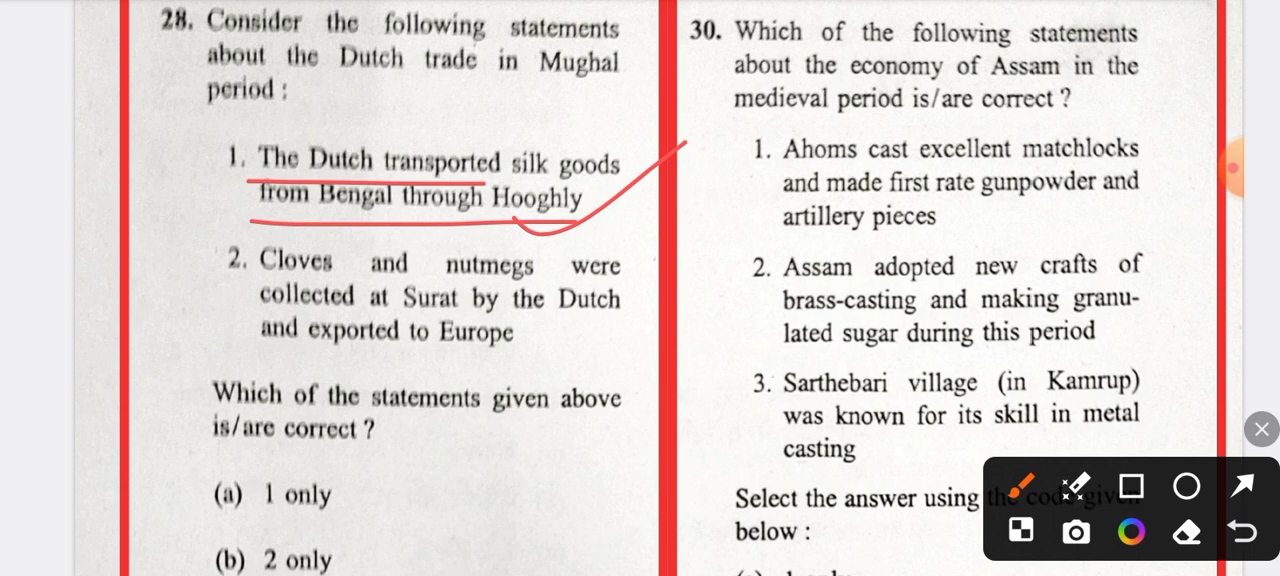 28. Consider the following statements
about the Dutch trade in Mughal
period :
1. The Dutch transported silk goods
from Bengal through Hooghly
2. Cloves and nutmegs were
collected at Surat by the Dutch
and exported to Europe
Which of the statements given above
is/are correct ?
(a) 1 only
(b) 2 only
30. Which of the following statements
about the economy of Assam in the
medieval period is/are correct ?
1. Ahoms cast excellent matchlocks
and made first rate gunpowder and
artillery pieces
2. Assam adopted new crafts of
brass-casting and making granu-
lated sugar during this period
3. Sarthebari village (in Kamrup)
was known for its skill in metal
casting
Select the answer using the code given
below :